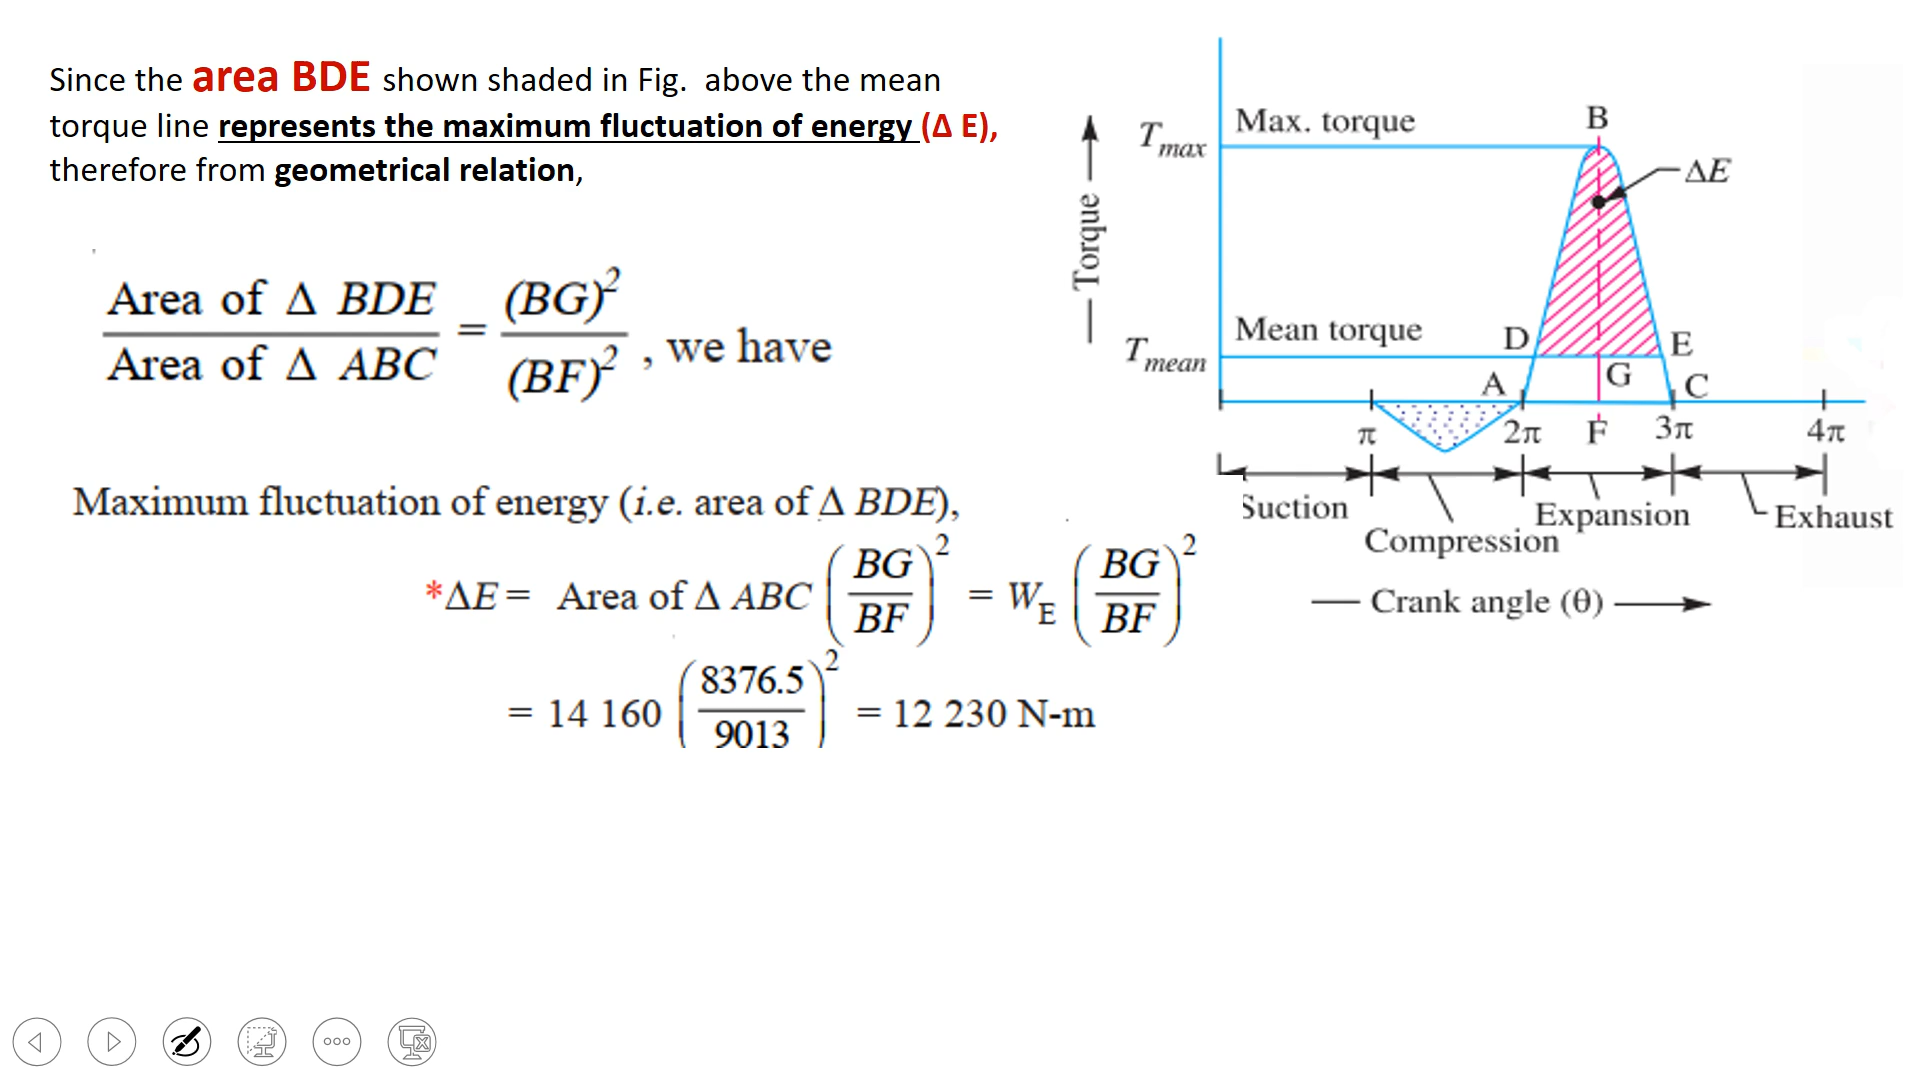 Since the area BDE shown shaded in Fig. above the mean
torque line represents the maximum fluctuation of energy (Δ E),
therefore from geometrical relation,
Area of Δ BDE / Area of Δ ABC = (BG)² / (BF)² , we have
Maximum fluctuation of energy (i.e. area of Δ BDE),
*ΔE = Area of Δ ABC (BG/BF)² = W_E (BG/BF)²
= 14 160 (8376.5/9013)² = 12 230 N-m
Torque
T_max
Max. torque
B
ΔE
T_mean
Mean torque
D
E
A
G
C
π
2π
F
3π
4π
Suction
Compression
Expansion
Exhaust
Crank angle (θ)